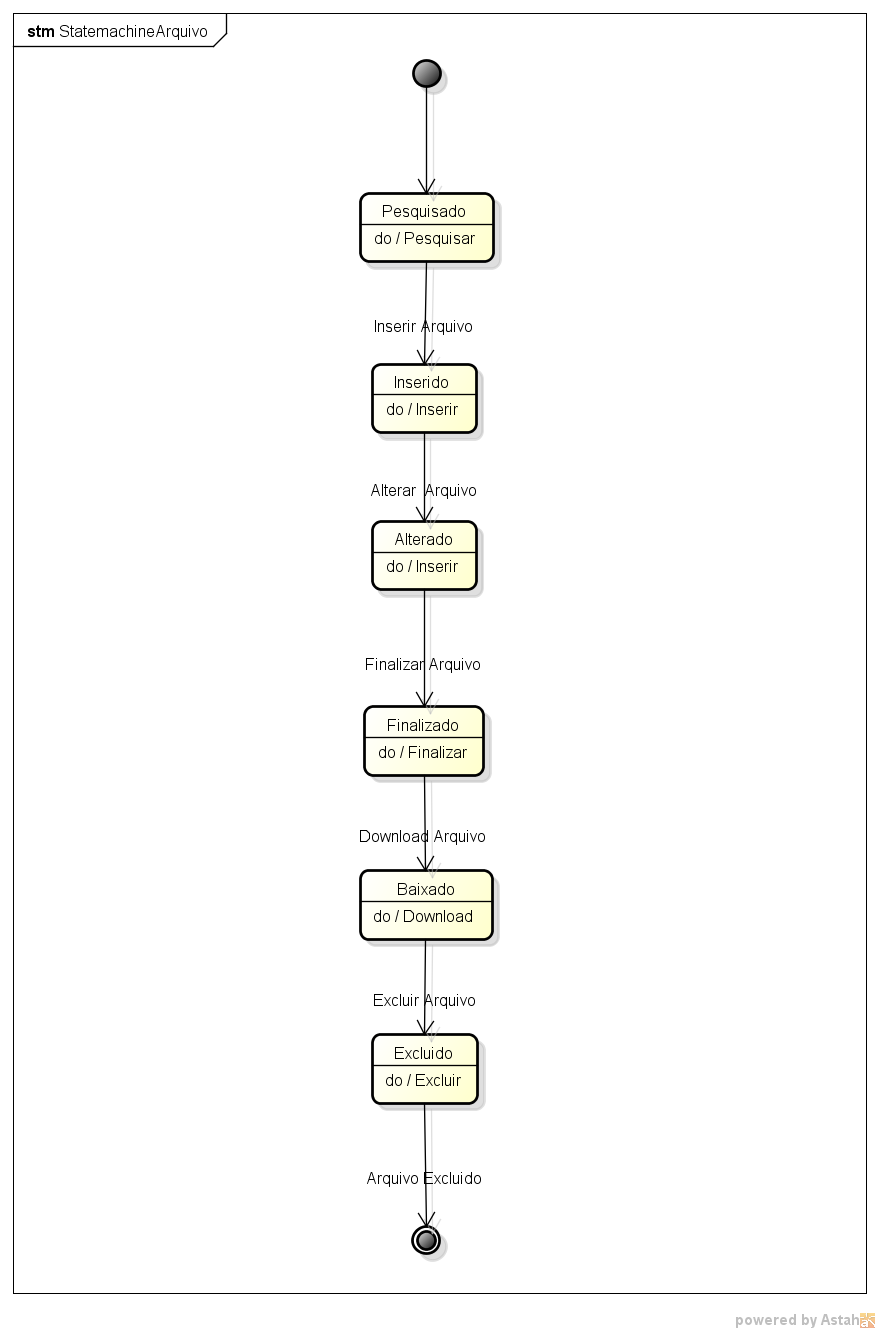 stm StatemachineArquivo
Pesquisado
do / Pesquisar
Inserir Arquivo
Inserido
do / Inserir
Alterar Arquivo
Alterado
do / Inserir
Finalizar Arquivo
Finalizado
do / Finalizar
Download Arquivo
Baixado
do / Download
Excluir Arquivo
Excluido
do / Excluir
Arquivo Excluido
powered by Astah